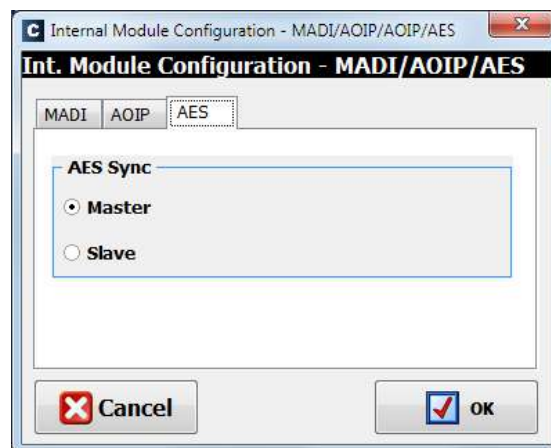 C Internal Module Configuration - MADI/AOIP/AOIP/AES
Int. Module Configuration - MADI/AOIP/AES
MADI AOIP AES
AES Sync
Master
Slave
Cancel OK